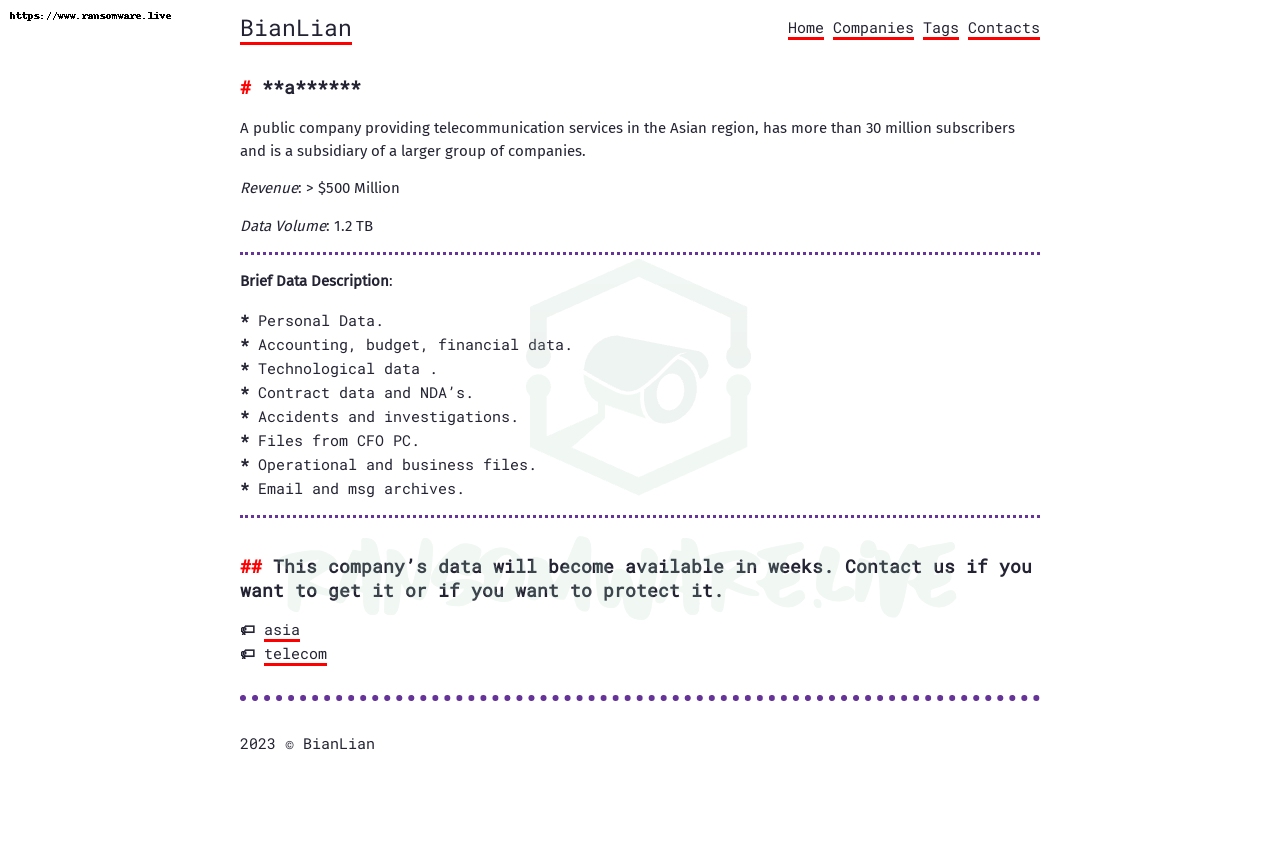 https://www.ransomware.live
BianLian
Home Companies Tags Contacts
# **a******
A public company providing telecommunication services in the Asian region, has more than 30 million subscribers
and is a subsidiary of a larger group of companies.
Revenue: > $500 Million
Data Volume: 1.2 TB
Brief Data Description:
* Personal Data.
* Accounting, budget, financial data.
* Technological data .
* Contract data and NDA’s.
* Accidents and investigations.
* Files from CFO PC.
* Operational and business files.
* Email and msg archives.
RANSOMWARE.LIVE
## This company’s data will become available in weeks. Contact us if you
want to get it or if you want to protect it.
asia
telecom
2023 © BianLian